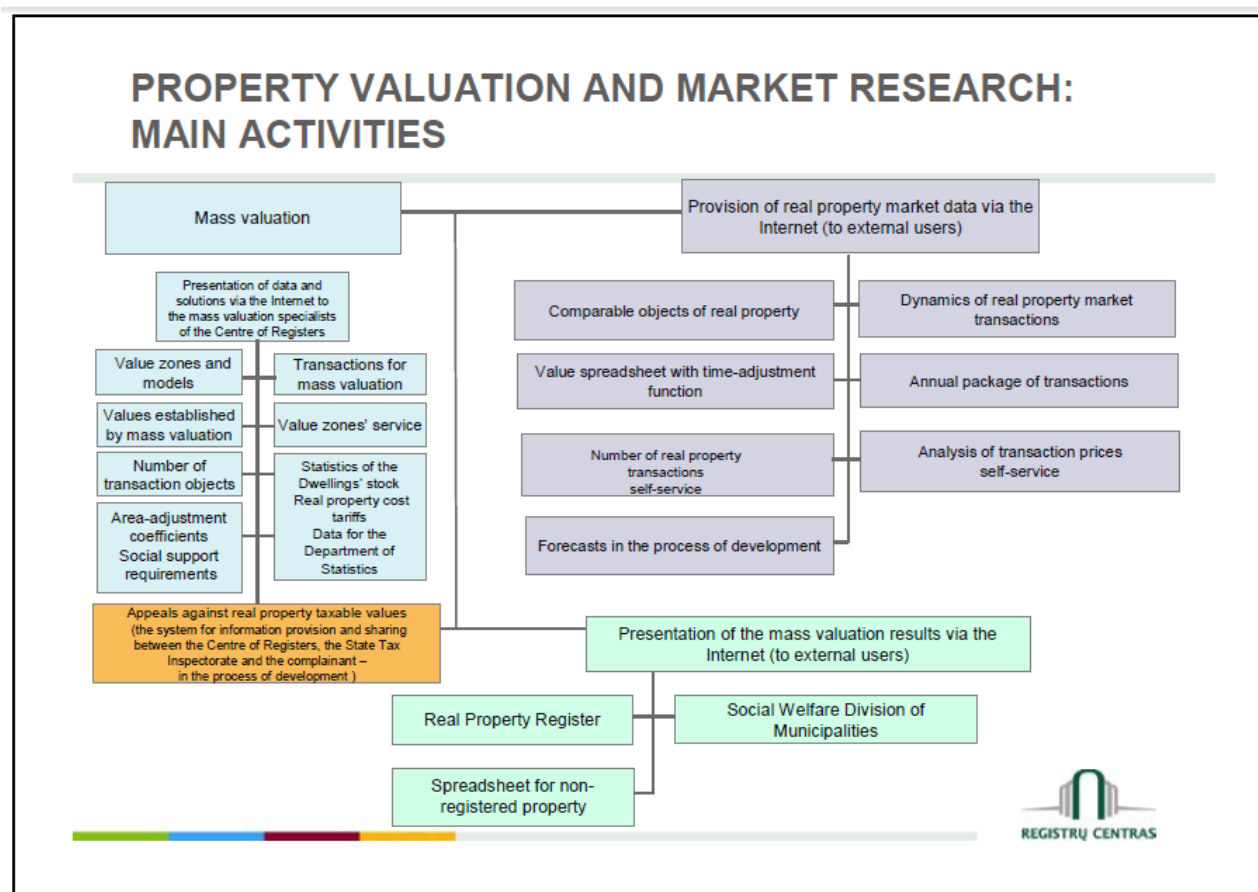 PROPERTY VALUATION AND MARKET RESEARCH:
MAIN ACTIVITIES
Mass valuation
Provision of real property market data via the
Internet (to external users)
Presentation of data and
solutions via the Internet to
the mass valuation specialists
of the Centre of Registers
Value zones and
models
Transactions for
mass valuation
Values established
by mass valuation
Value zones' service
Number of
transaction objects
Statistics of the
Dwellings' stock
Real property cost
tariffs
Data for the
Department of
Statistics
Area-adjustment
coefficients
Social support
requirements
Comparable objects of real property
Dynamics of real property market
transactions
Value spreadsheet with time-adjustment
function
Annual package of transactions
Number of real property
transactions
self-service
Analysis of transaction prices
self-service
Forecasts in the process of development
Appeals against real property taxable values
(the system for information provision and sharing
between the Centre of Registers, the State Tax
Inspectorate and the complainant –
in the process of development )
Presentation of the mass valuation results via the
Internet (to external users)
Real Property Register
Social Welfare Division of
Municipalities
Spreadsheet for non-
registered property
REGISTRŲ CENTRAS